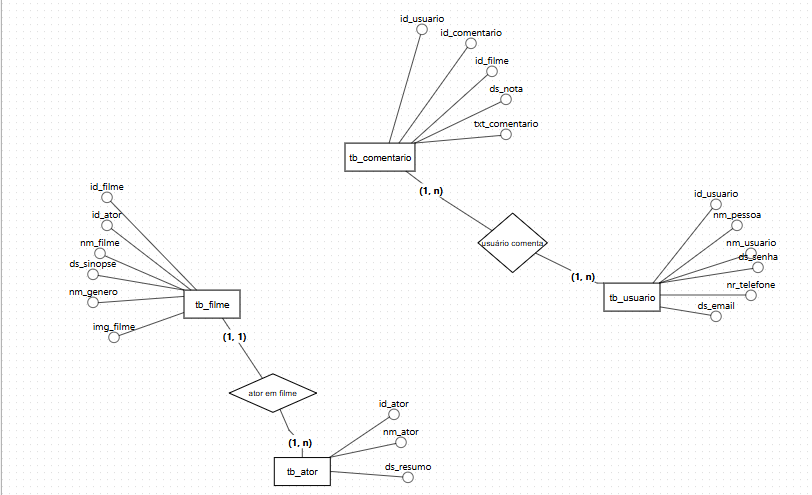 id_usuario
id_comentario
id_filme
ds_nota
txt_comentario
tb_comentario
(1, n)
usuário comenta
(1, n)
id_usuario
nm_pessoa
nm_usuario
ds_senha
nr_telefone
ds_email
tb_usuario
id_filme
id_ator
nm_filme
ds_sinopse
nm_genero
img_filme
tb_filme
(1, 1)
ator em filme
(1, n)
id_ator
nm_ator
ds_resumo
tb_ator